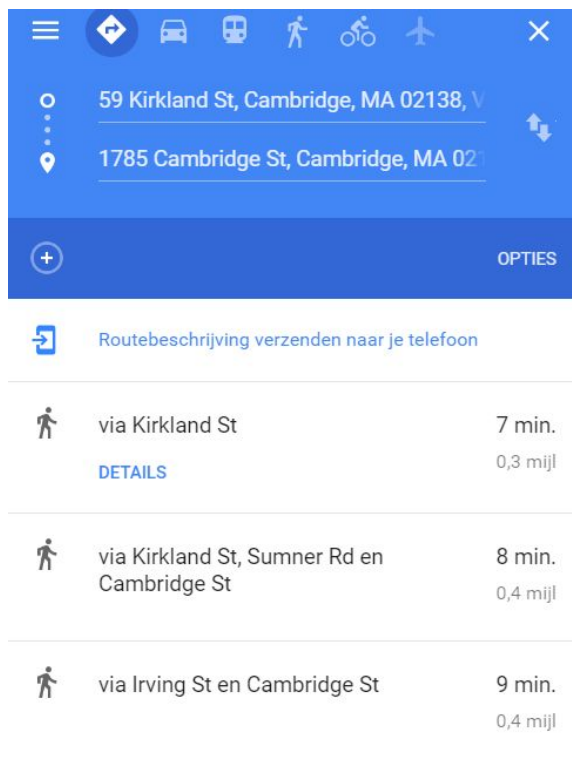 59 Kirkland St, Cambridge, MA 02138,
1785 Cambridge St, Cambridge, MA
OPTIES
Routebeschrijving verzenden naar je telefoon
via Kirkland St 7 min.
DETAILS 0,3 mijl
via Kirkland St, Sumner Rd en 8 min.
Cambridge St 0,4 mijl
via Irving St en Cambridge St 9 min.
0,4 mijl